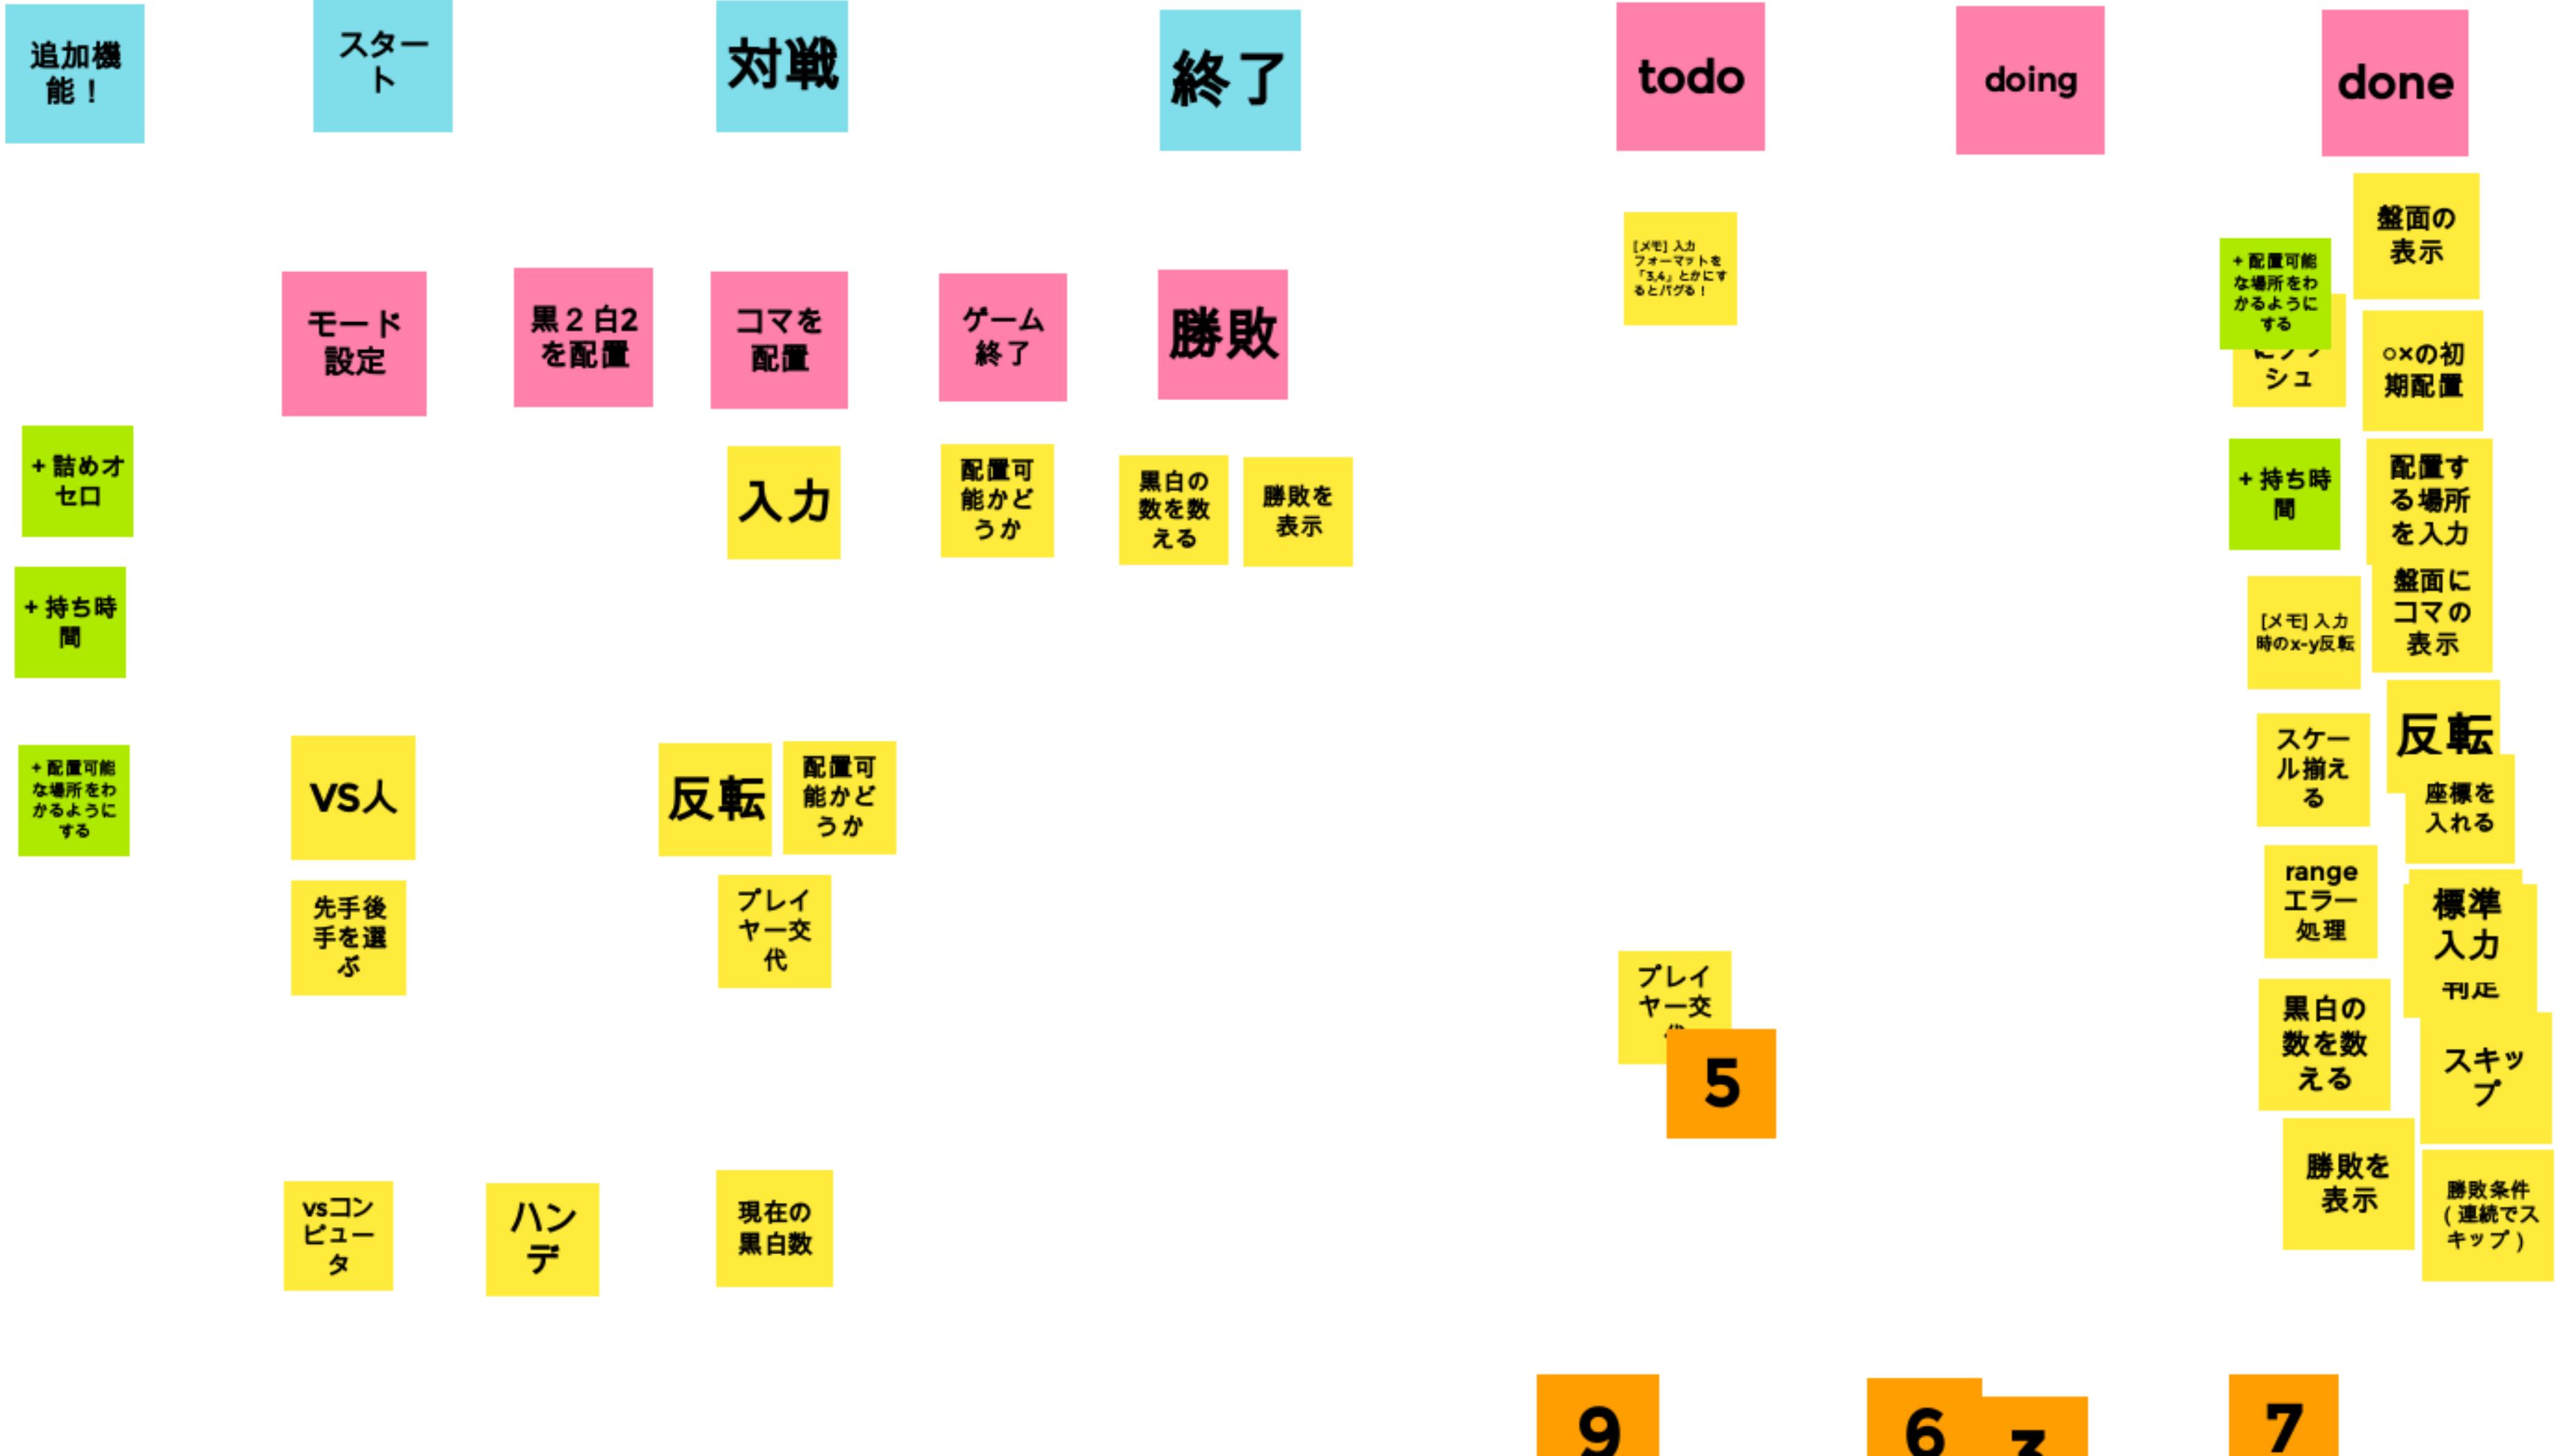 追加機
能！
スター
ト
対戦
終了
todo
doing
done
モード
設定
黒２白2
を配置
コマを
配置
ゲーム
終了
勝敗
+ 詰めオ
セロ
+ 持ち時
間
+ 配置可能
な場所をわ
かるように
する
入力
配置可
能かど
うか
黒白の
数を数
える
勝敗を
表示
VS人
先手後
手を選
ぶ
反転
配置可
能かど
うか
プレイ
ヤー交
代
vsコン
ピュー
タ
ハン
デ
現在の
黒白数
[メモ] 入力
フォーマットを
「3,4」とかにす
るとバグる！
プレイ
ヤー交
代
5
9
6
3
7
+ 配置可能
な場所をわ
かるように
する
シュ
+ 持ち時
間
[メモ] 入力
時のx-y反転
スケー
ル揃え
る
range
エラー
処理
黒白の
数を数
える
勝敗を
表示
盤面の
表示
○×の初
期配置
配置す
る場所
を入力
盤面に
コマの
表示
反転
座標を
入れる
標準
入力
判定
スキッ
プ
勝敗条件
（連続でス
キップ）